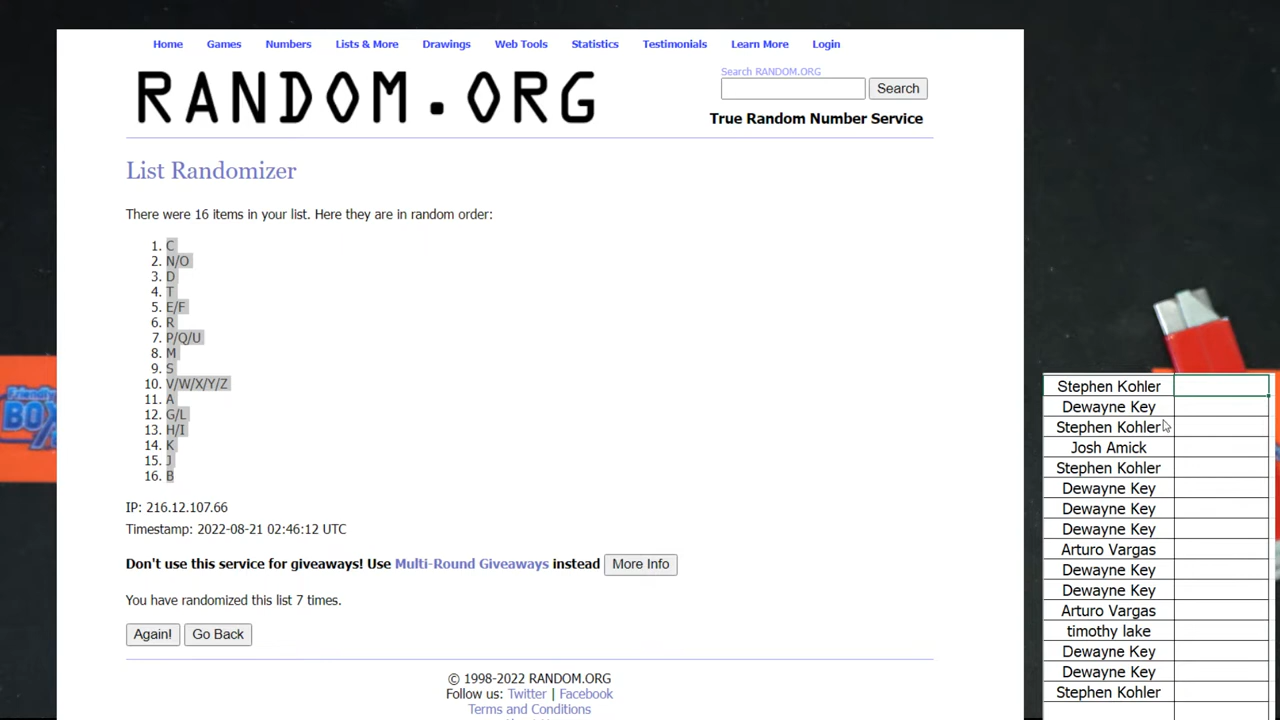 Home Games Numbers Lists & More Drawings Web Tools Statistics Testimonials Learn More Login
RANDOM.ORG
Search RANDOM.ORG
Search
True Random Number Service
List Randomizer
There were 16 items in your list. Here they are in random order:
1. C
2. N/O
3. D
4. T
5. E/F
6. R
7. P/Q/U
8. M
9. S
10. V/W/X/Y/Z
11. A
12. G/L
13. H/I
14. K
15. J
16. B
IP: 216.12.107.66
Timestamp: 2022-08-21 02:46:12 UTC
Don't use this service for giveaways! Use Multi-Round Giveaways instead More Info
You have randomized this list 7 times.
Again! Go Back
© 1998-2022 RANDOM.ORG
Follow us: Twitter | Facebook
Terms and Conditions
Friendly
BOX
Stephen Kohler
Dewayne Key
Stephen Kohler
Josh Amick
Stephen Kohler
Dewayne Key
Dewayne Key
Dewayne Key
Arturo Vargas
Dewayne Key
Dewayne Key
Arturo Vargas
timothy lake
Dewayne Key
Dewayne Key
Stephen Kohler